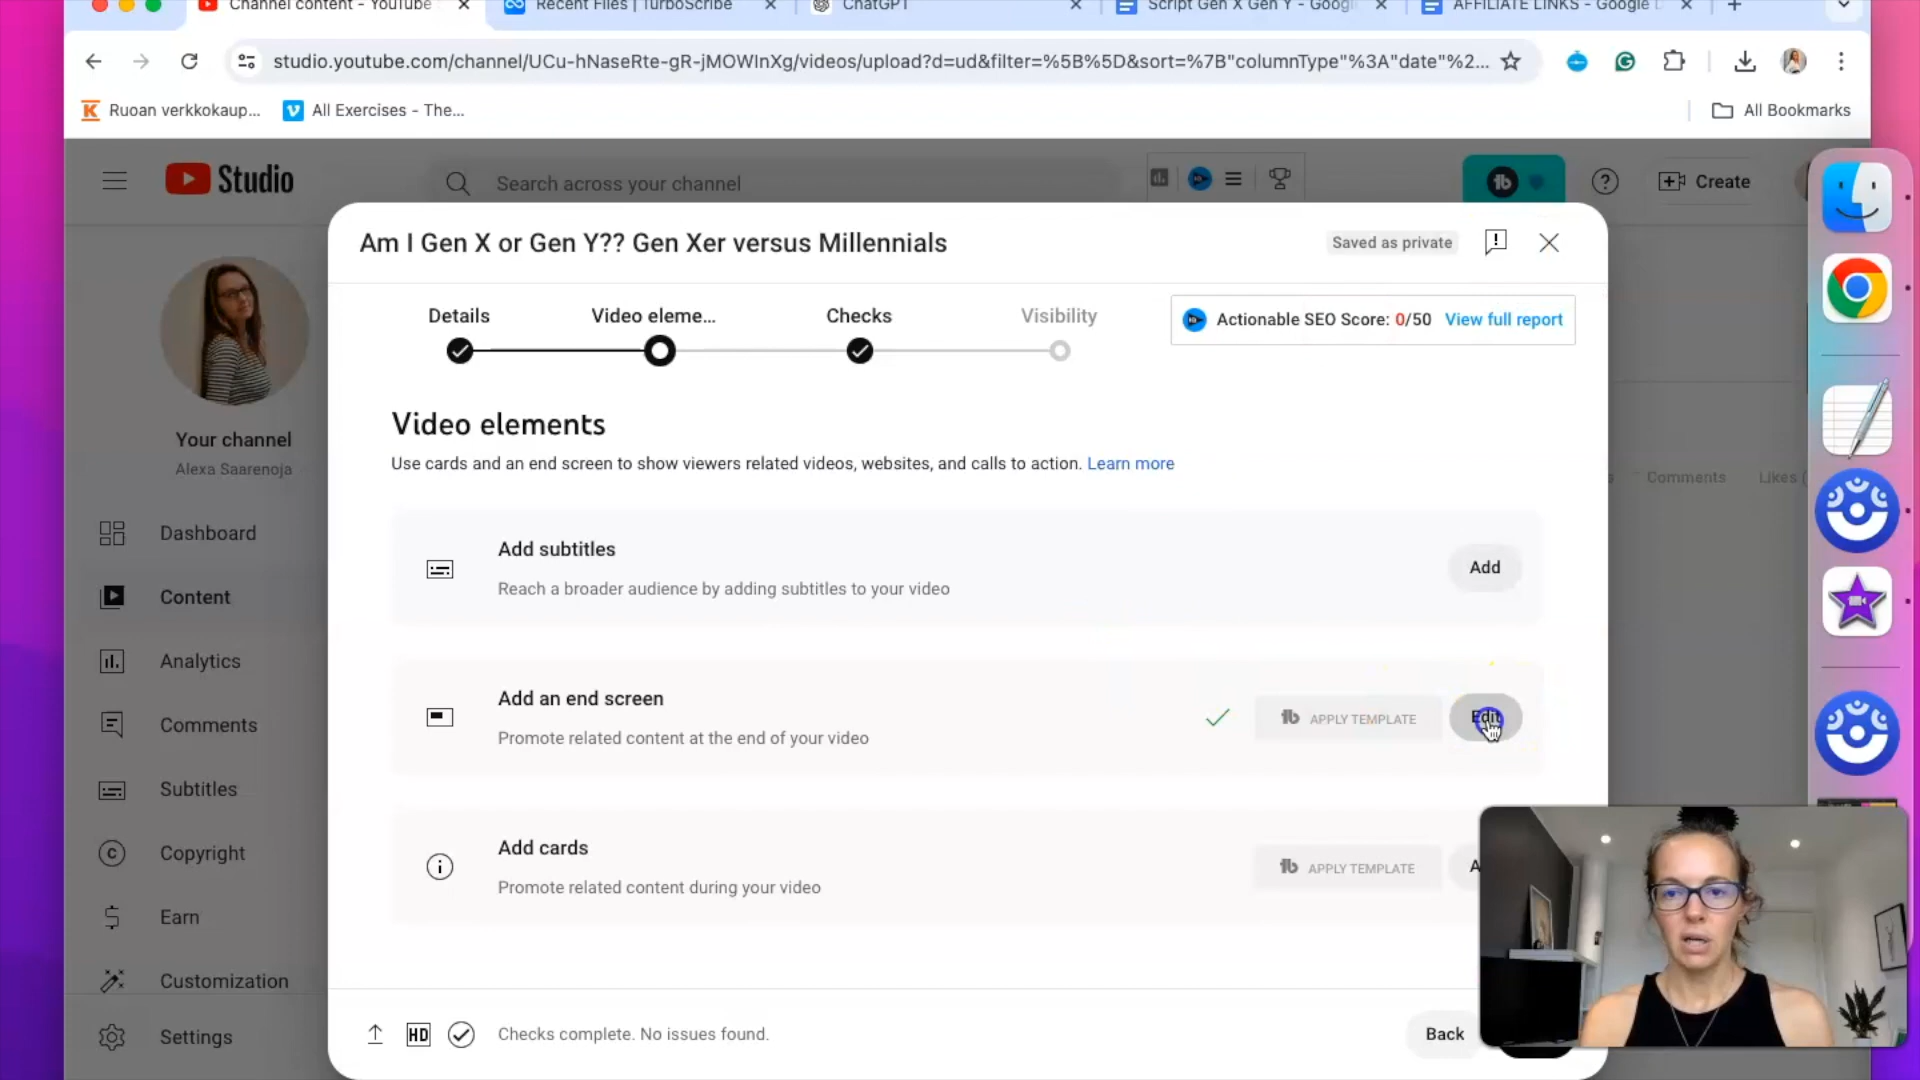 Channel content - YouTube
Recent Files | TurboScribe
ChatGPT
Script Gen X Gen Y - Googl
AFFILIATE LINKS - Google D
studio.youtube.com/channel/UCu-hNaseRte-gR-jMOWInXg/videos/upload?d=ud&filter=%5B%5D&sort=%7B"columnType"%3A"date"%2...
Ruoan verkkokaup...
All Exercises - The...
All Bookmarks
Studio
Search across your channel
Create
Am I Gen X or Gen Y?? Gen Xer versus Millennials
Saved as private
Details
Video eleme...
Checks
Visibility
Actionable SEO Score: 0/50 View full report
Video elements
Use cards and an end screen to show viewers related videos, websites, and calls to action. Learn more
Your channel
Alexa Saarenoja
Comments
Likes (
Dashboard
Content
Analytics
Comments
Subtitles
Copyright
Earn
Customization
Settings
Add subtitles
Reach a broader audience by adding subtitles to your video
Add
Add an end screen
Promote related content at the end of your video
APPLY TEMPLATE
Edit
Add cards
Promote related content during your video
APPLY TEMPLATE
HD
Checks complete. No issues found.
Back